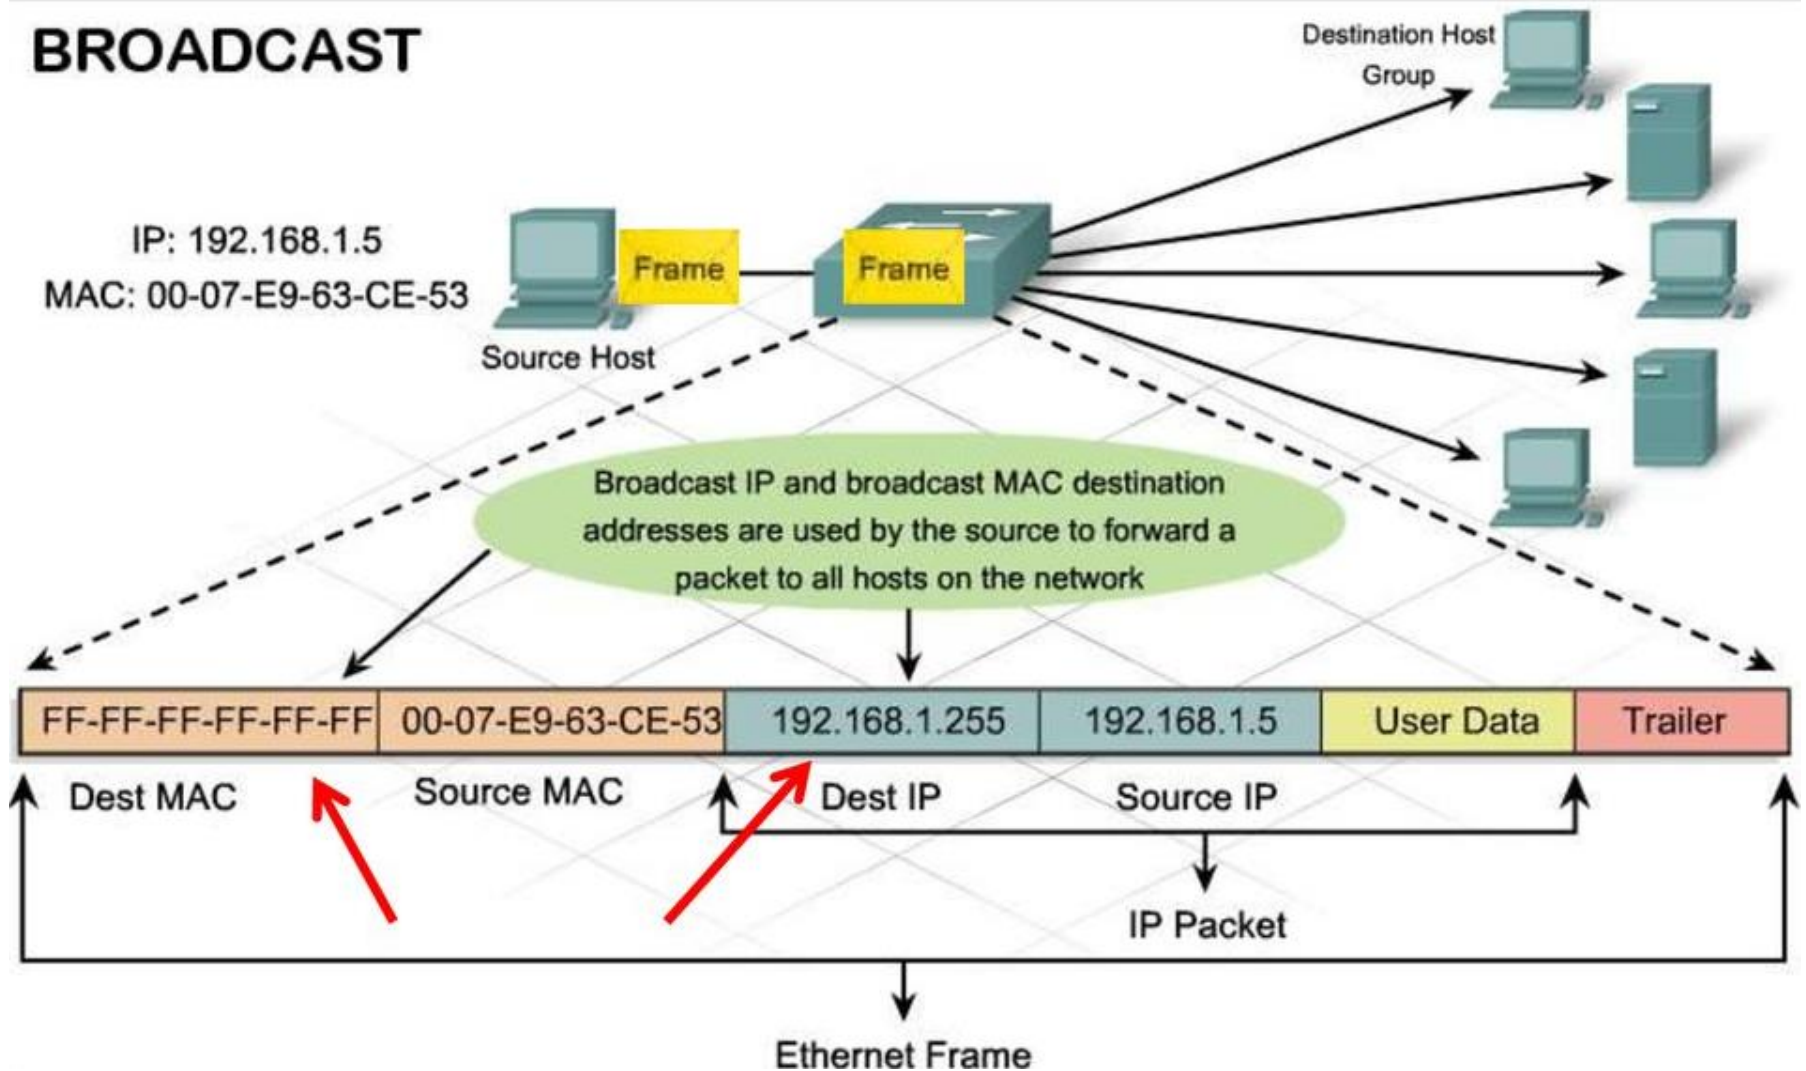 BROADCAST
Destination Host
Group
IP: 192.168.1.5
MAC: 00-07-E9-63-CE-53
Frame
Frame
Source Host
Broadcast IP and broadcast MAC destination
addresses are used by the source to forward a
packet to all hosts on the network
FF-FF-FF-FF-FF-FF 00-07-E9-63-CE-53 192.168.1.255 192.168.1.5 User Data Trailer
Dest MAC Source MAC Dest IP Source IP
IP Packet
Ethernet Frame